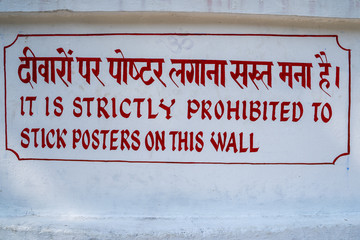 दीवारों पर पोष्टर लगाना सख्त मना है।
IT IS STRICTLY PROHIBITED TO
STICK POSTERS ON THIS WALL